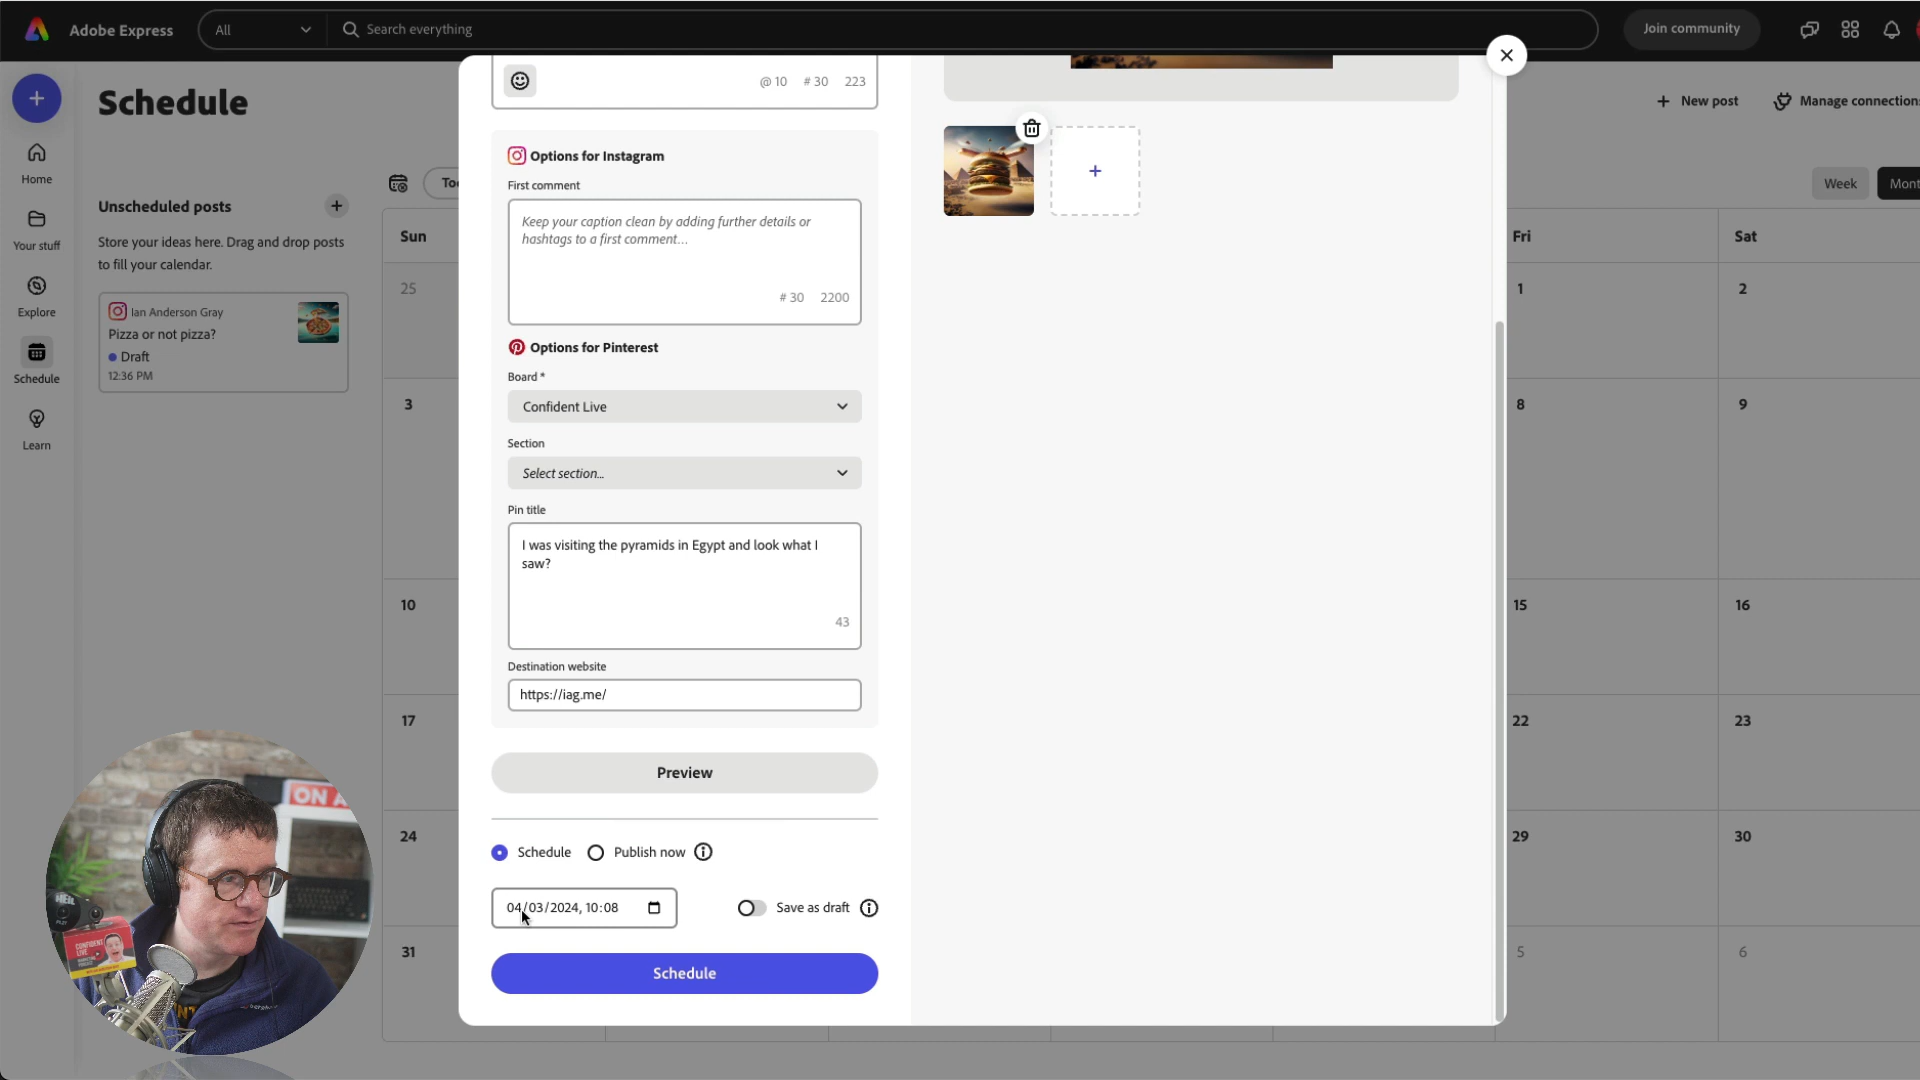 Adobe Express
All
Search everything
Join community
Schedule
New post
Manage connection
Home
Your stuff
Explore
Schedule
Learn
Unscheduled posts
Store your ideas here. Drag and drop posts
to fill your calendar.
Ian Anderson Gray
Pizza or not pizza?
Draft
12:36 PM
Too
Week
Mont
Sun
Fri
Sat
25
1
2
3
8
9
10
15
16
17
22
23
24
29
30
31
5
6
@ 10 # 30 223
Options for Instagram
First comment
Keep your caption clean by adding further details or
hashtags to a first comment...
# 30 2200
Options for Pinterest
Board *
Confident Live
Section
Select section...
Pin title
I was visiting the pyramids in Egypt and look what I
saw?
43
Destination website
https://iag.me/
Preview
Schedule
Publish now
04/03/2024, 10:08
Save as draft
Schedule
ON A
HEIL
CONFIDENT
LIVE